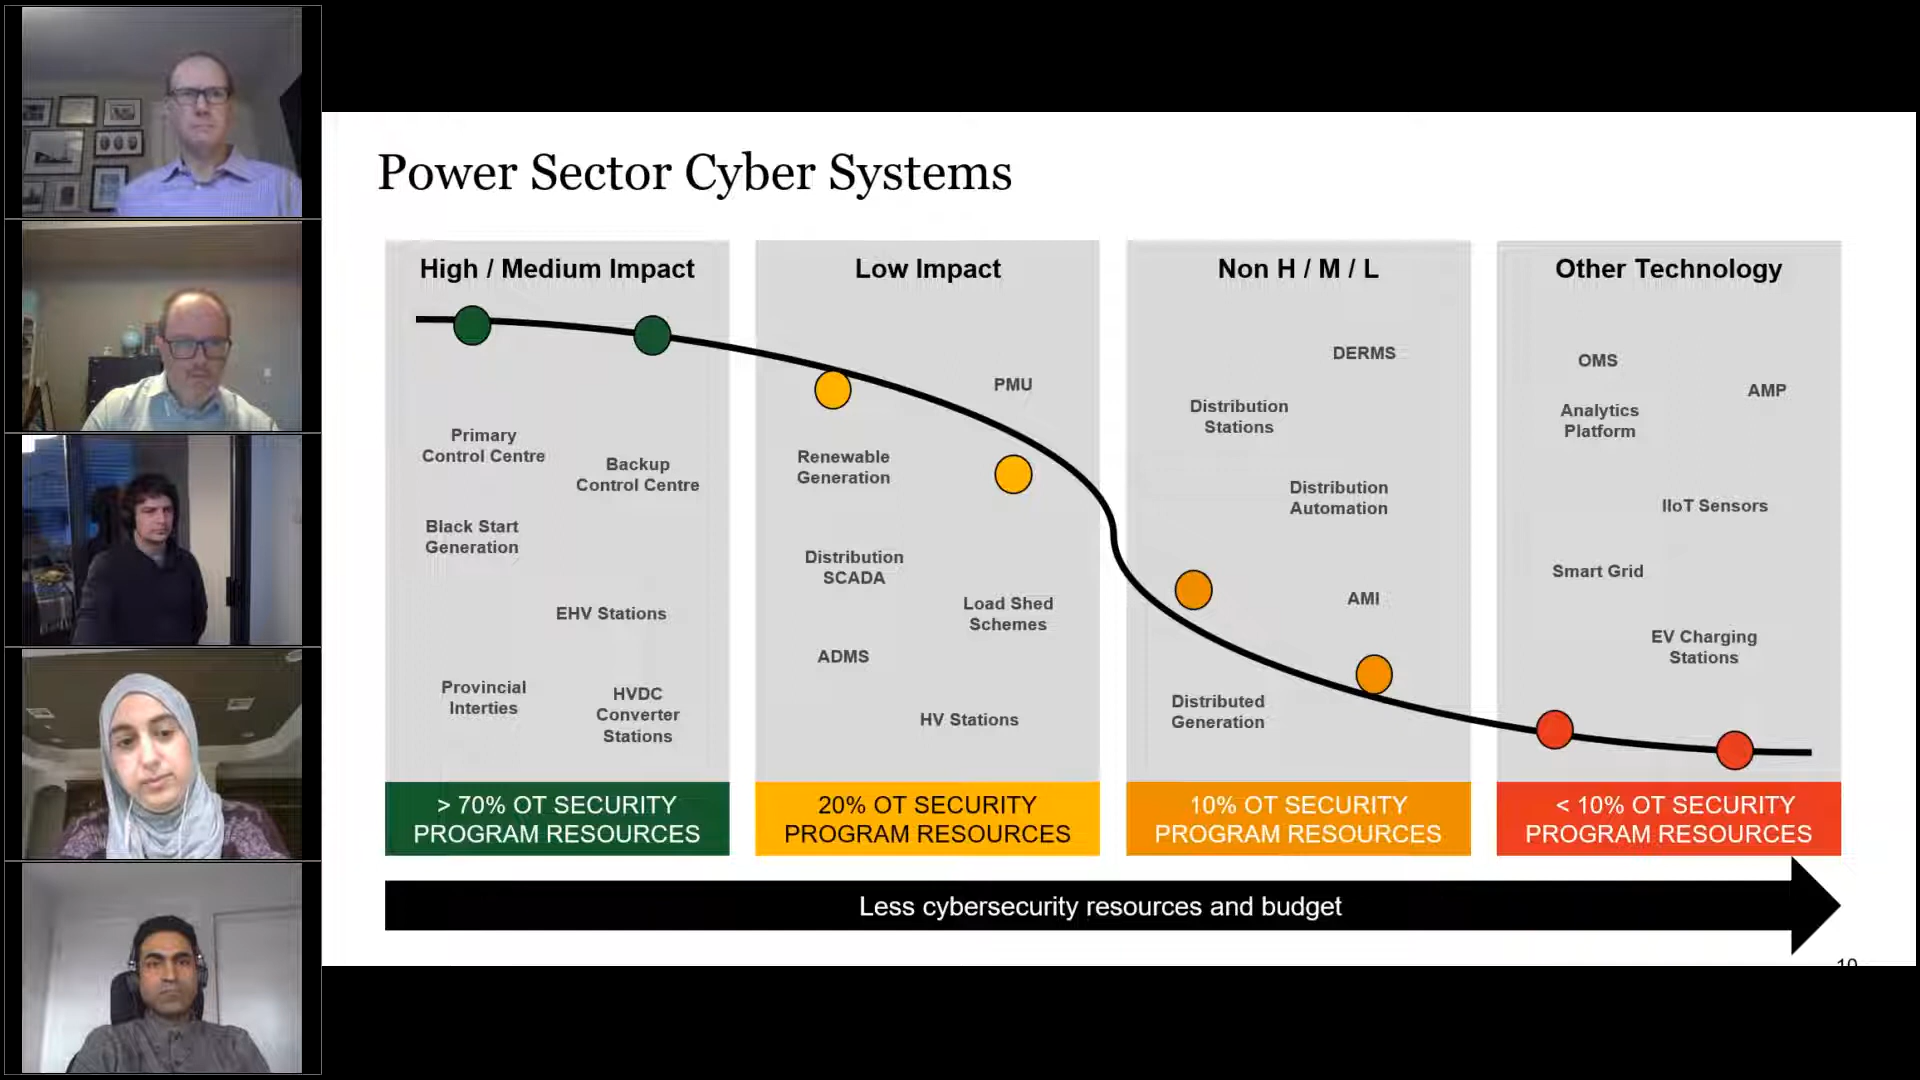 Power Sector Cyber Systems
High / Medium Impact
Primary
Control Centre
Backup
Control Centre
Black Start
Generation
EHV Stations
Provincial
Interties
HVDC
Converter
Stations
> 70% OT SECURITY
PROGRAM RESOURCES
Low Impact
PMU
Renewable
Generation
Distribution
SCADA
Load Shed
Schemes
ADMS
HV Stations
20% OT SECURITY
PROGRAM RESOURCES
Non H / M / L
DERMS
Distribution
Stations
Distribution
Automation
AMI
Distributed
Generation
10% OT SECURITY
PROGRAM RESOURCES
Other Technology
OMS
AMP
Analytics
Platform
IIoT Sensors
Smart Grid
EV Charging
Stations
< 10% OT SECURITY
PROGRAM RESOURCES
Less cybersecurity resources and budget